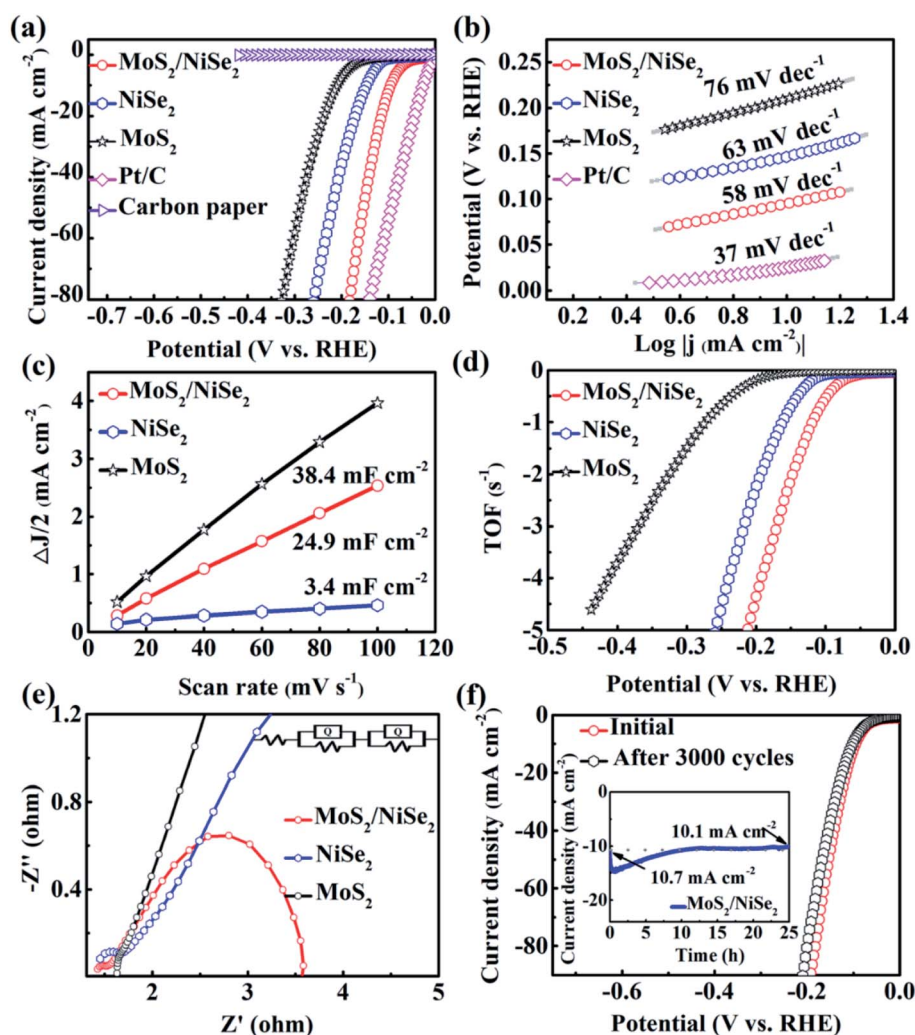 (a)
0
-20
-40
-60
-80
Current density (mA cm⁻²)
MoS₂/NiSe₂
NiSe₂
MoS₂
Pt/C
Carbon paper
-0.7 -0.5 -0.3 -0.2 -0.1 0.0
Potential (V vs. RHE)
(b)
0.25
0.20
0.15
0.10
0.05
0.00
Potential (V vs. RHE)
MoS₂/NiSe₂
NiSe₂
MoS₂
Pt/C
76 mV dec⁻¹
63 mV dec⁻¹
58 mV dec⁻¹
37 mV dec⁻¹
0.2 0.4 0.6 0.8 1.0 1.2 1.4
Log |j (mA cm⁻²)|
(c)
5
4
3
2
1
0
ΔJ/2 (mA cm⁻²)
MoS₂/NiSe₂
NiSe₂
MoS₂
38.4 mF cm⁻²
24.9 mF cm⁻²
3.4 mF cm⁻²
0 20 40 60 80 100 120
Scan rate (mV s⁻¹)
(d)
0
-1
-2
-3
-4
-5
TOF (s⁻¹)
MoS₂/NiSe₂
NiSe₂
MoS₂
-0.5 -0.4 -0.3 -0.2 -0.1 0.0
Potential (V vs. RHE)
(e)
1.2
0.8
0.4
-Z'' (ohm)
Q Q
MoS₂/NiSe₂
NiSe₂
MoS₂
2 3 4 5
Z' (ohm)
(f)
0
-20
-40
-60
-80
Current density (mA cm⁻²)
Initial
After 3000 cycles
0
-10
-20
Current density (mA cm⁻²)
10.1 mA cm⁻²
10.7 mA cm⁻²
MoS₂/NiSe₂
0 5 10 15 20 25
Time (h)
-0.6 -0.4 -0.2 0.0
Potential (V vs. RHE)